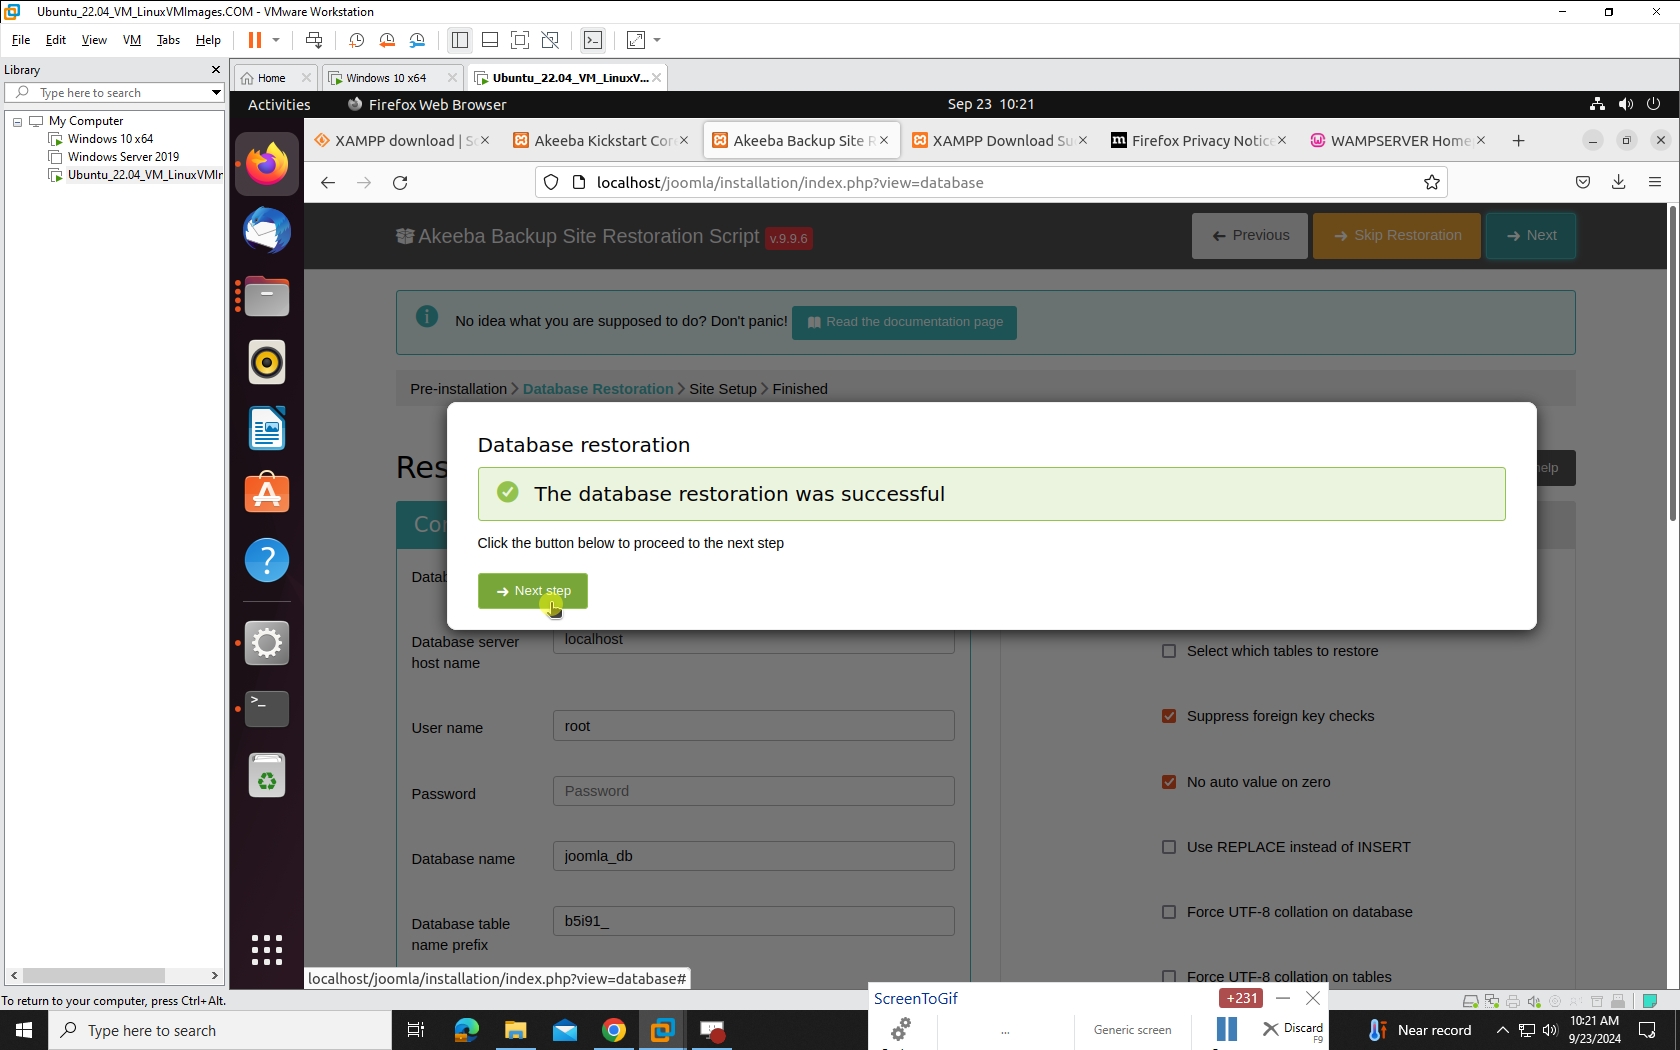 Ubuntu_22.04_VM_LinuxVMImages.COM - VMware Workstation
File Edit View VM Tabs Help
Library
Type here to search
My Computer
Windows 10 x64
Windows Server 2019
Ubuntu_22.04_VM_LinuxVMIr
Home
Windows 10 x64
Ubuntu_22.04_VM_LinuxV...
Activities
Firefox Web Browser
Sep 23 10:21
XAMPP download | S
Akeeba Kickstart Cor
Akeeba Backup Site R
XAMPP Download Su
Firefox Privacy Notice
WAMPSERVER Home
localhost/joomla/installation/index.php?view=database
Akeeba Backup Site Restoration Script v.9.9.6
Previous
Skip Restoration
Next
No idea what you are supposed to do? Don't panic!
Read the documentation page
Pre-installation > Database Restoration > Site Setup > Finished
Res
elp
Database restoration
The database restoration was successful
Click the button below to proceed to the next step
Next step
Cor
Datab
Database server host name
localhost
User name
root
Password
Password
Database name
joomla_db
Database table name prefix
b5i91_
Select which tables to restore
Suppress foreign key checks
No auto value on zero
Use REPLACE instead of INSERT
Force UTF-8 collation on database
Force UTF-8 collation on tables
localhost/joomla/installation/index.php?view=database#
To return to your computer, press Ctrl+Alt.
ScreenToGif
+231
...
Generic screen
Discard
F9
Type here to search
Near record
10:21 AM
9/23/2024